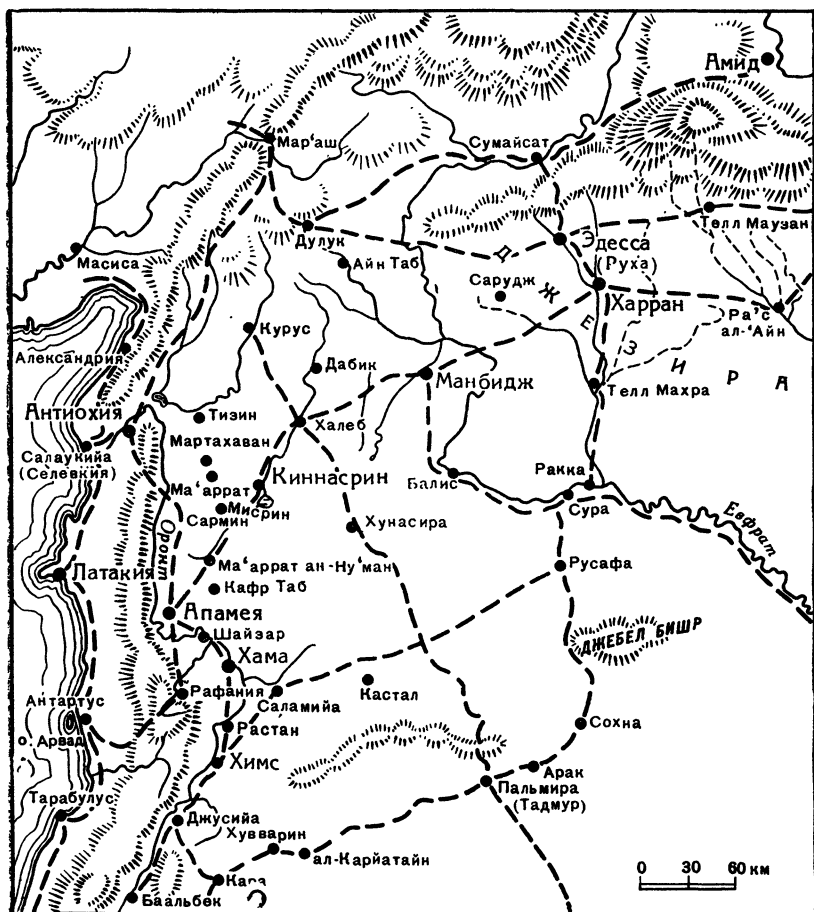 Амид
Мар‘аш
Сумайсат
Телл Маузан
Дулук
Эдесса
(Руха)
Масиса
Айн Таб
Сарудж
Харран
Ра’с
ал-‘Айн
ДЖЕЗИРА
Курус
Александрия
Дабик
Манбидж
Телл Махра
Антиохия
Тизин
Халеб
Мартахаван
Салаукийа
(Селевкия)
Киннасрин
Балис
Ракка
Ма‘аррат
Мисрин
Сура
Сармин
Хунасира
Евфрат
Оронт
Ма‘аррат ан-Ну‘ман
Русафа
Латакия
Кафр Таб
Апамея
Шайзар
ДЖЕБЕЛ БИШР
Хама
Кастал
Рафания
Саламийа
Антартус
о. Арвад
Растан
Сохна
Химс
Арак
Пальмира
(Тадмур)
Тарабулус
Джусийа
Хувварин
ал-Карйатайн
Кара
Баальбек
0 30 60 км